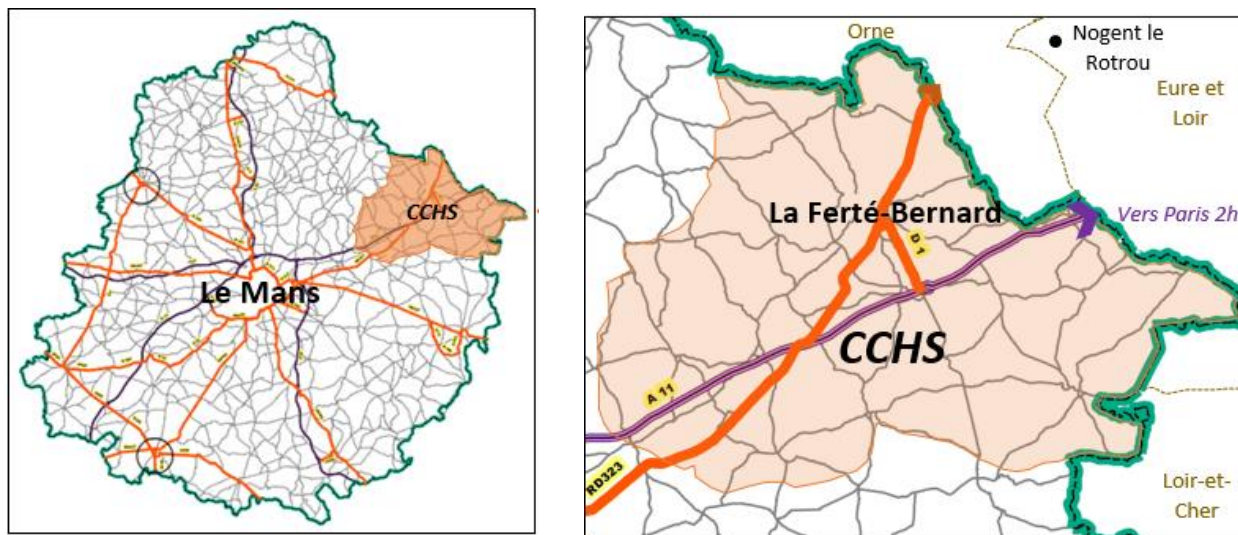 CCHS
Le Mans
Orne
Nogent le
Rotrou
Eure et
Loir
La Ferté-Bernard
Vers Paris 2h
D 1
CCHS
A 11
RD323
Loir-et-
Cher